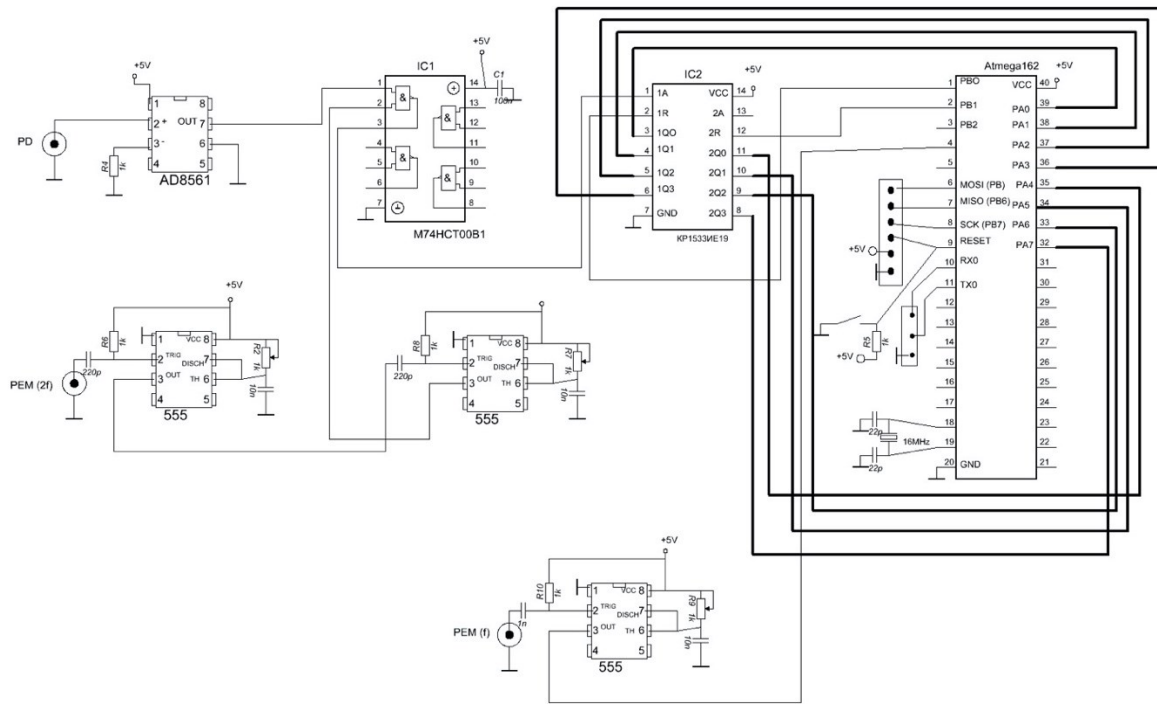 +5V
1
8
2
+
OUT
7
3
-
6
4
5
AD8561
PD
R4
1k
IC1
+5V
C1
100n
1
14
2
13
3
12
4
11
5
10
6
9
7
8
&
&
&
&
M74HCT00B1
IC2
+5V
1
1A
VCC
14
2
1R
2A
13
3
1Q0
2R
12
4
1Q1
2Q0
11
5
1Q2
2Q1
10
6
1Q3
2Q2
9
7
GND
2Q3
8
КР1533ИЕ19
Atmega162
+5V
1
PB0
VCC
40
2
PB1
PA0
39
3
PB2
PA1
38
4
PA2
37
5
PA3
36
6
MOSI (PB)
PA4
35
7
MISO (PB6)
PA5
34
8
SCK (PB7)
PA6
33
9
RESET
PA7
32
10
RX0
31
11
TX0
30
12
29
13
28
14
27
15
26
16
25
17
24
18
23
19
22
20
GND
21
+5V
R5
1k
+5V
22p
16MHz
22p
+5V
R6
1k
1
VCC
8
2
TRIG
DISCH
7
3
OUT
TH
6
4
5
555
R2
1k
10n
220p
PEM (2f)
R8
1k
1
VCC
8
2
TRIG
DISCH
7
3
OUT
TH
6
4
5
555
R7
1k
10n
220p
+5V
R10
1k
1
VCC
8
2
TRIG
DISCH
7
3
OUT
TH
6
4
5
555
R9
1k
10n
1n
PEM (f)